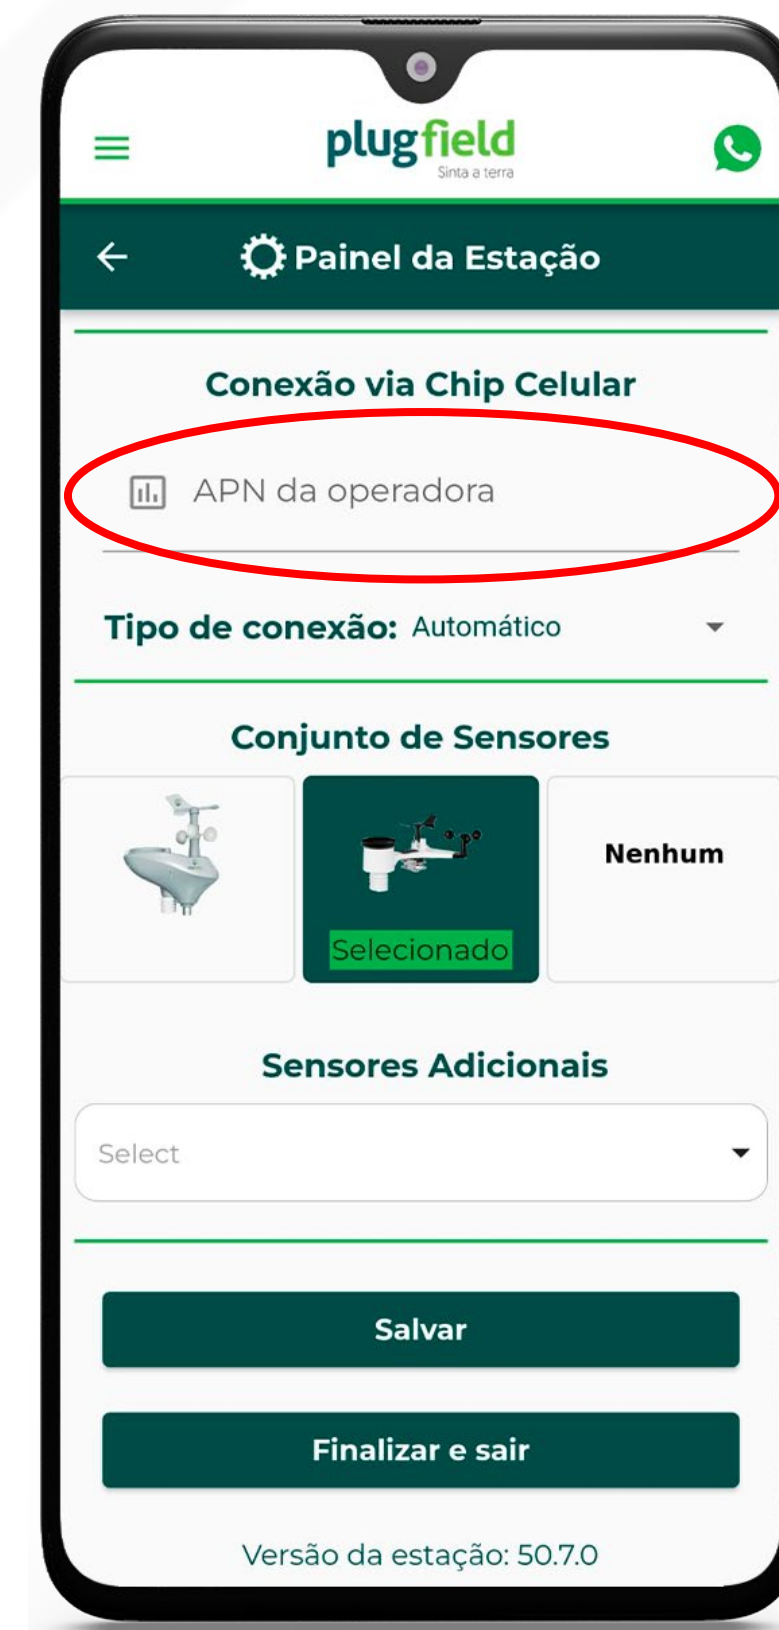 plugfield
Sinta a terra
Painel da Estação
Conexão via Chip Celular
APN da operadora
Tipo de conexão: Automático
Conjunto de Sensores
Nenhum
Selecionado
Sensores Adicionais
Select
Salvar
Finalizar e sair
Versão da estação: 50.7.0